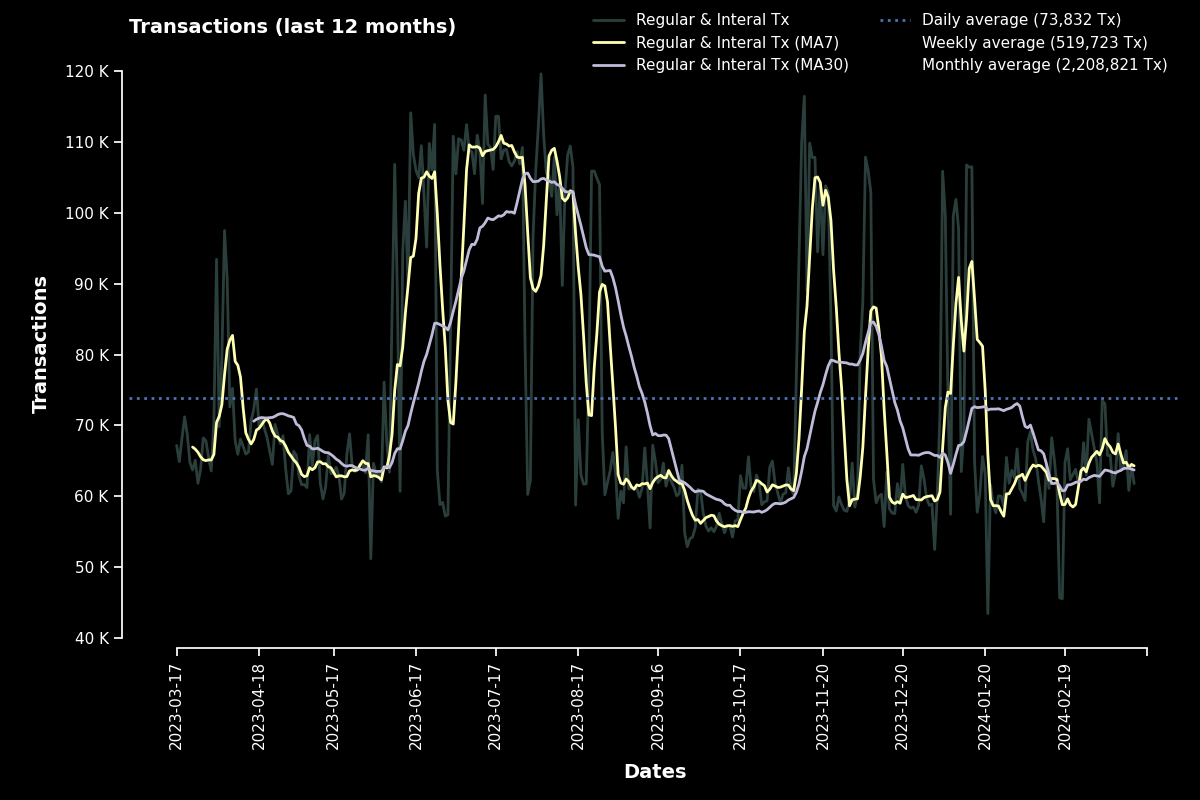 Transactions (last 12 months)
Regular & Interal Tx
Regular & Interal Tx (MA7)
Regular & Interal Tx (MA30)
Daily average (73,832 Tx)
Weekly average (519,723 Tx)
Monthly average (2,208,821 Tx)
Transactions
120 K
110 K
100 K
90 K
80 K
70 K
60 K
50 K
40 K
2023-03-17
2023-04-18
2023-05-17
2023-06-17
2023-07-17
2023-08-17
2023-09-16
2023-10-17
2023-11-20
2023-12-20
2024-01-20
2024-02-19
Dates